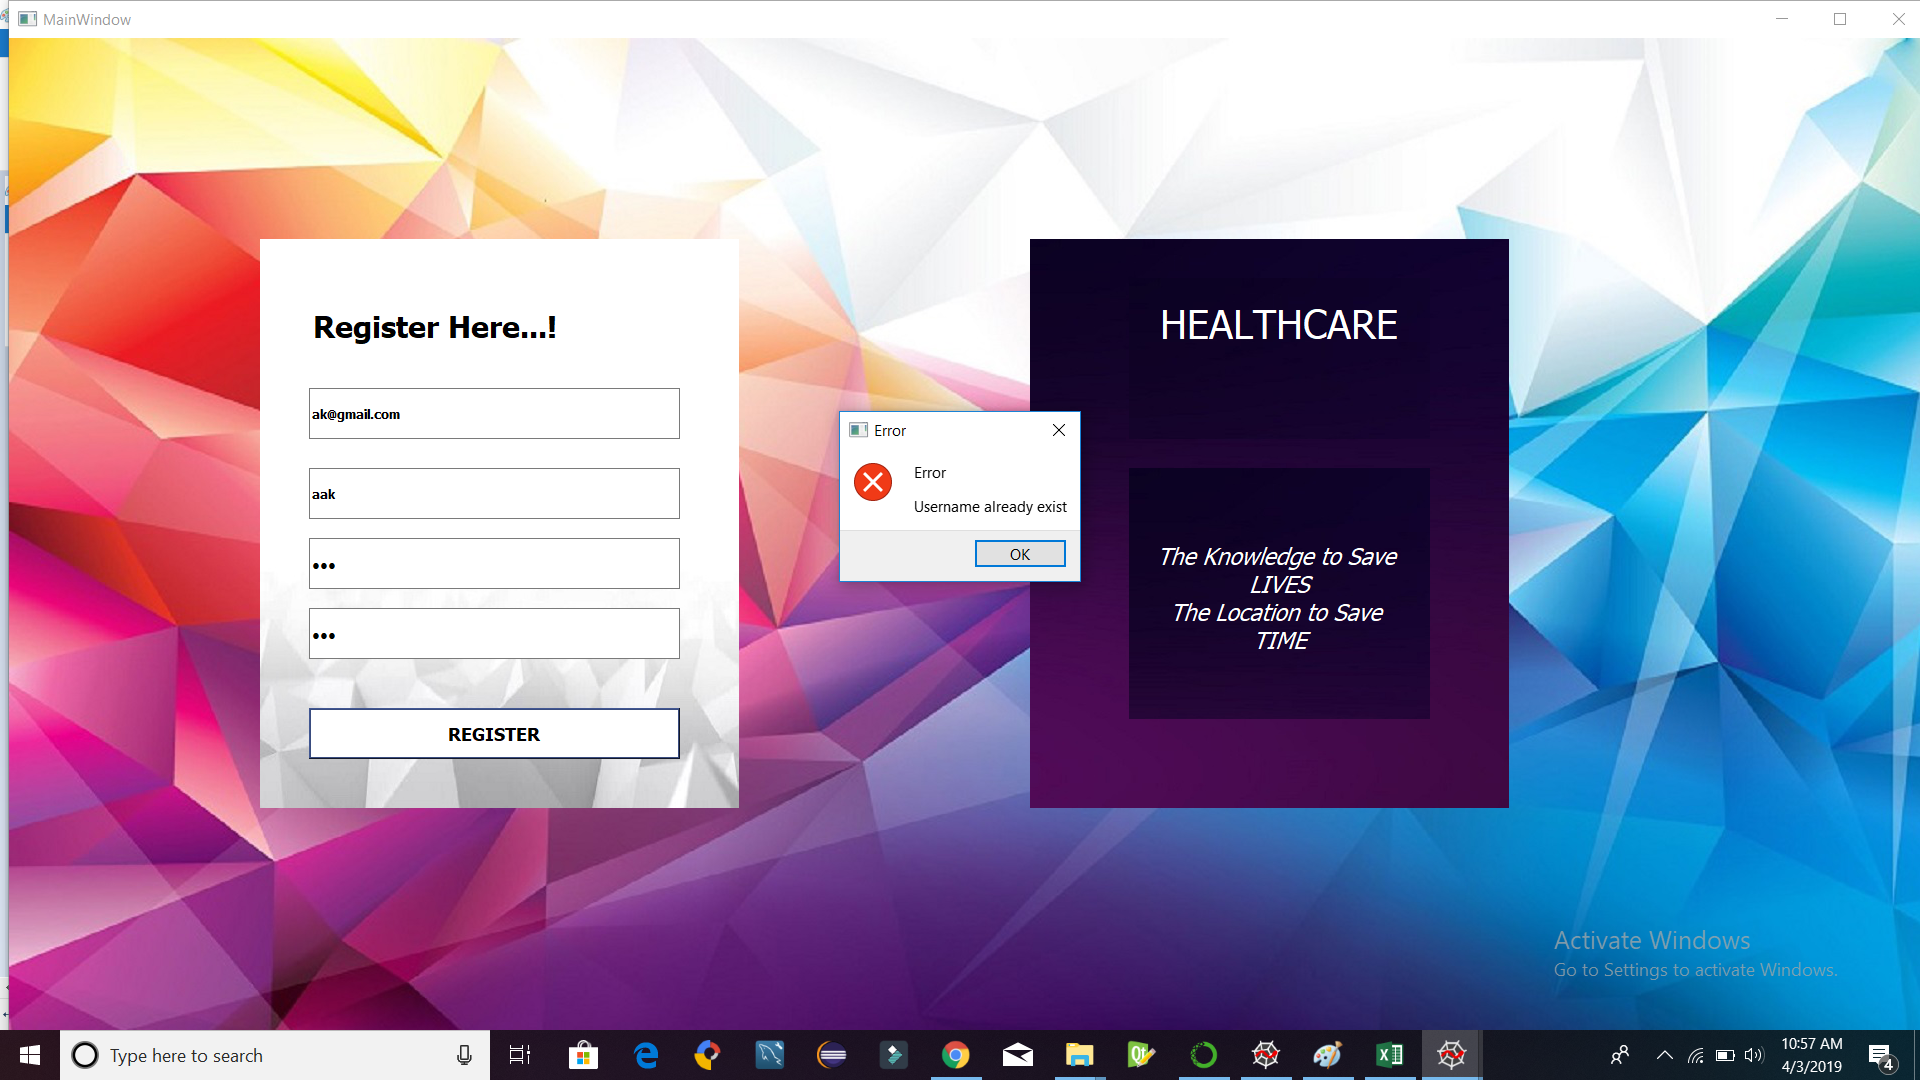 MainWindow
Register Here...!
ak@gmail.com
aak
•••
•••
REGISTER
HEALTHCARE
The Knowledge to Save
LIVES
The Location to Save
TIME
Error
Error
Username already exist
OK
Activate Windows
Go to Settings to activate Windows.
Type here to search
Qt
10:57 AM
4/3/2019
4